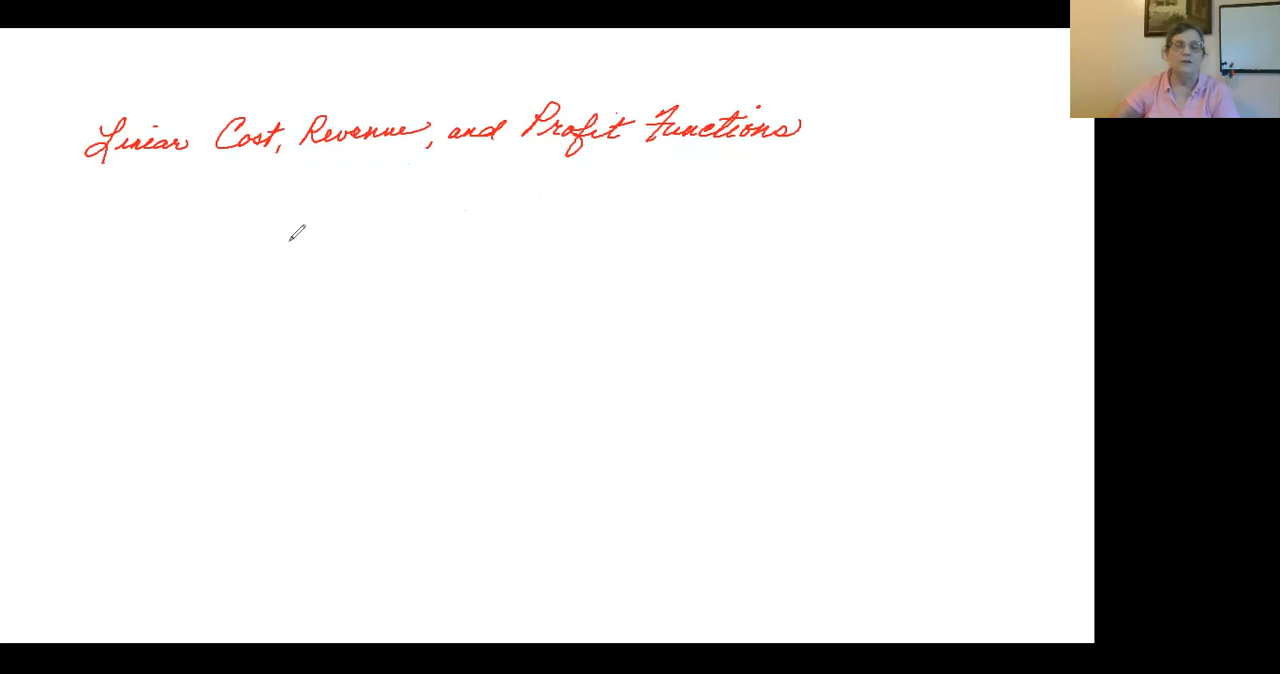 Linear Cost, Revenue, and Profit Functions